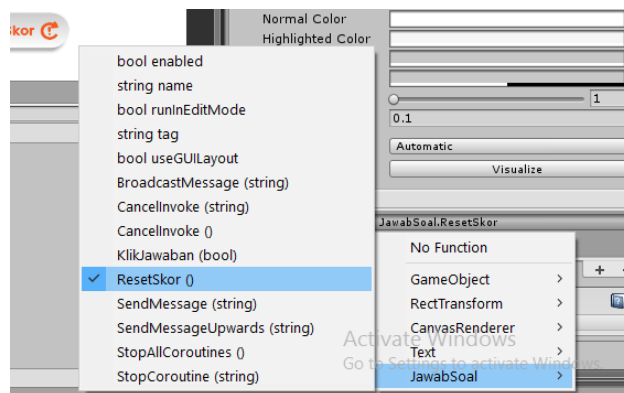 Skor
Normal Color
Highlighted Color
1
0.1
Automatic
Visualize
JawabSoal.ResetSkor
bool enabled
string name
bool runInEditMode
string tag
bool useGUILayout
BroadcastMessage (string)
CancelInvoke (string)
CancelInvoke ()
KlikJawaban (bool)
ResetSkor ()
SendMessage (string)
SendMessageUpwards (string)
StopAllCoroutines ()
StopCoroutine (string)
No Function
GameObject
RectTransform
CanvasRenderer
Text
JawabSoal
Activate Windows
Go to Settings to activate Windows.